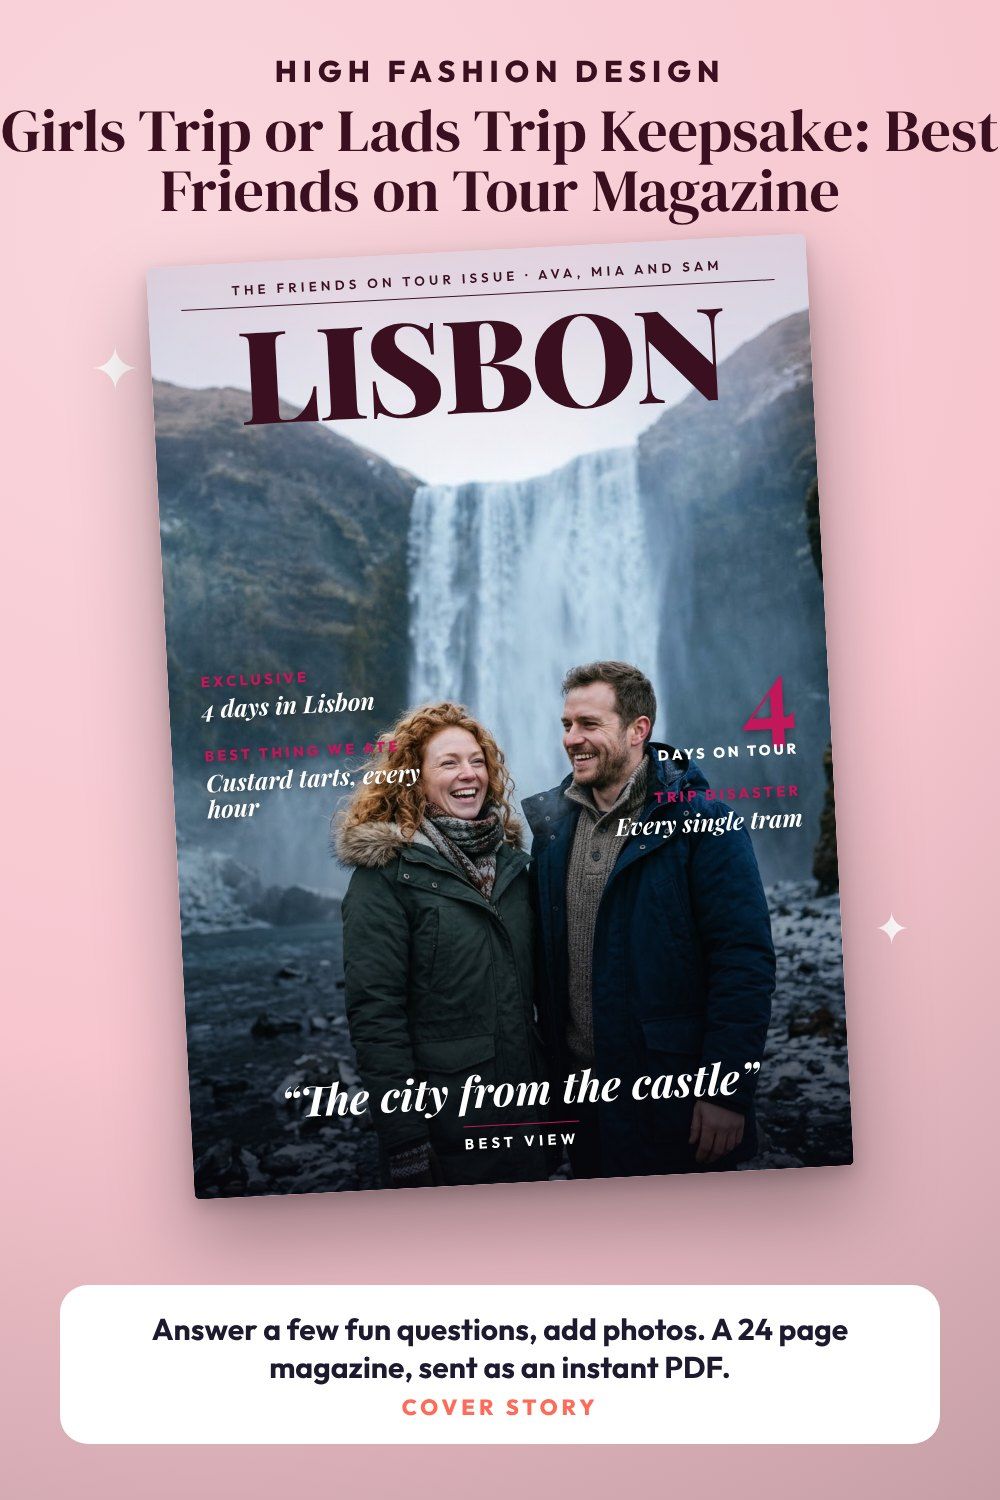 HIGH FASHION DESIGN
Girls Trip or Lads Trip Keepsake: Best
Friends on Tour Magazine
THE FRIENDS ON TOUR ISSUE · AVA, MIA AND SAM
LISBON
EXCLUSIVE
4 days in Lisbon
BEST THING WE ATE
Custard tarts, every
hour
4
DAYS ON TOUR
TRIP DISASTER
Every single tram
“The city from the castle”
BEST VIEW
Answer a few fun questions, add photos. A 24 page
magazine, sent as an instant PDF.
COVER STORY